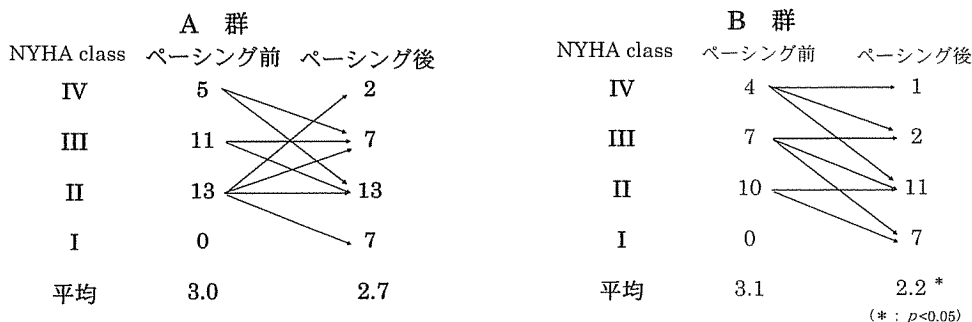 A 群
NYHA class ペーシング前 ペーシング後
IV 5 2
III 11 7
II 13 13
I 0 7
平均 3.0 2.7
B 群
NYHA class ペーシング前 ペーシング後
IV 4 1
III 7 2
II 10 11
I 0 7
平均 3.1 2.2 *
(* : p<0.05)